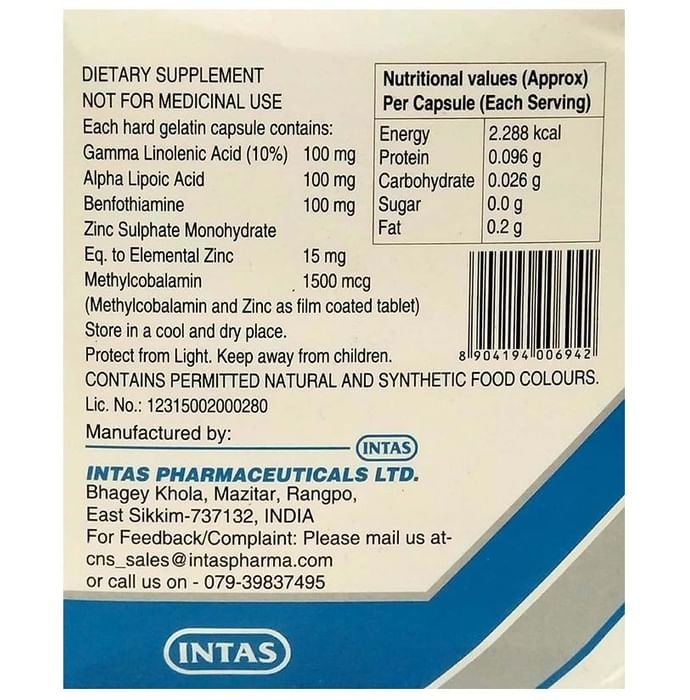 DIETARY SUPPLEMENT
NOT FOR MEDICINAL USE
Each hard gelatin capsule contains:
Gamma Linolenic Acid (10%) 100 mg
Alpha Lipoic Acid 100 mg
Benfothiamine 100 mg
Zinc Sulphate Monohydrate
Eq. to Elemental Zinc 15 mg
Methylcobalamin 1500 mcg
(Methylcobalamin and Zinc as film coated tablet)
Store in a cool and dry place.
Protect from Light. Keep away from children.
CONTAINS PERMITTED NATURAL AND SYNTHETIC FOOD COLOURS.
Lic. No.: 12315002000280
Manufactured by:
INTAS
INTAS PHARMACEUTICALS LTD.
Bhagey Khola, Mazitar, Rangpo,
East Sikkim-737132, INDIA
For Feedback/Complaint: Please mail us at-
cns_sales@intaspharma.com
or call us on - 079-39837495
Nutritional values (Approx)
Per Capsule (Each Serving)
Energy 2.288 kcal
Protein 0.096 g
Carbohydrate 0.026 g
Sugar 0.0 g
Fat 0.2 g
8 904194 006942
INTAS